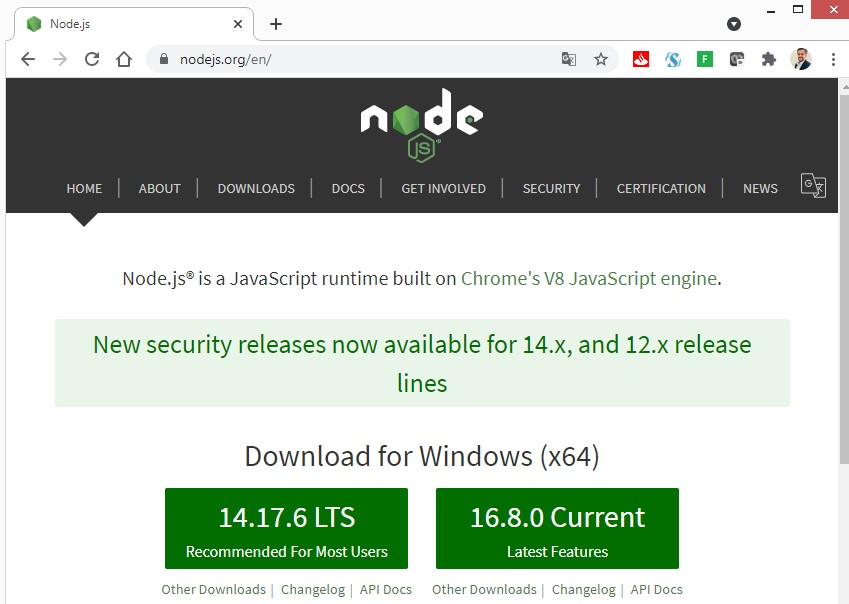 Node.js
nodejs.org/en/
node
JS
HOME | ABOUT | DOWNLOADS | DOCS | GET INVOLVED | SECURITY | CERTIFICATION | NEWS
Node.js® is a JavaScript runtime built on Chrome's V8 JavaScript engine.
New security releases now available for 14.x, and 12.x release
lines
Download for Windows (x64)
14.17.6 LTS
Recommended For Most Users
16.8.0 Current
Latest Features
Other Downloads | Changelog | API Docs
Other Downloads | Changelog | API Docs